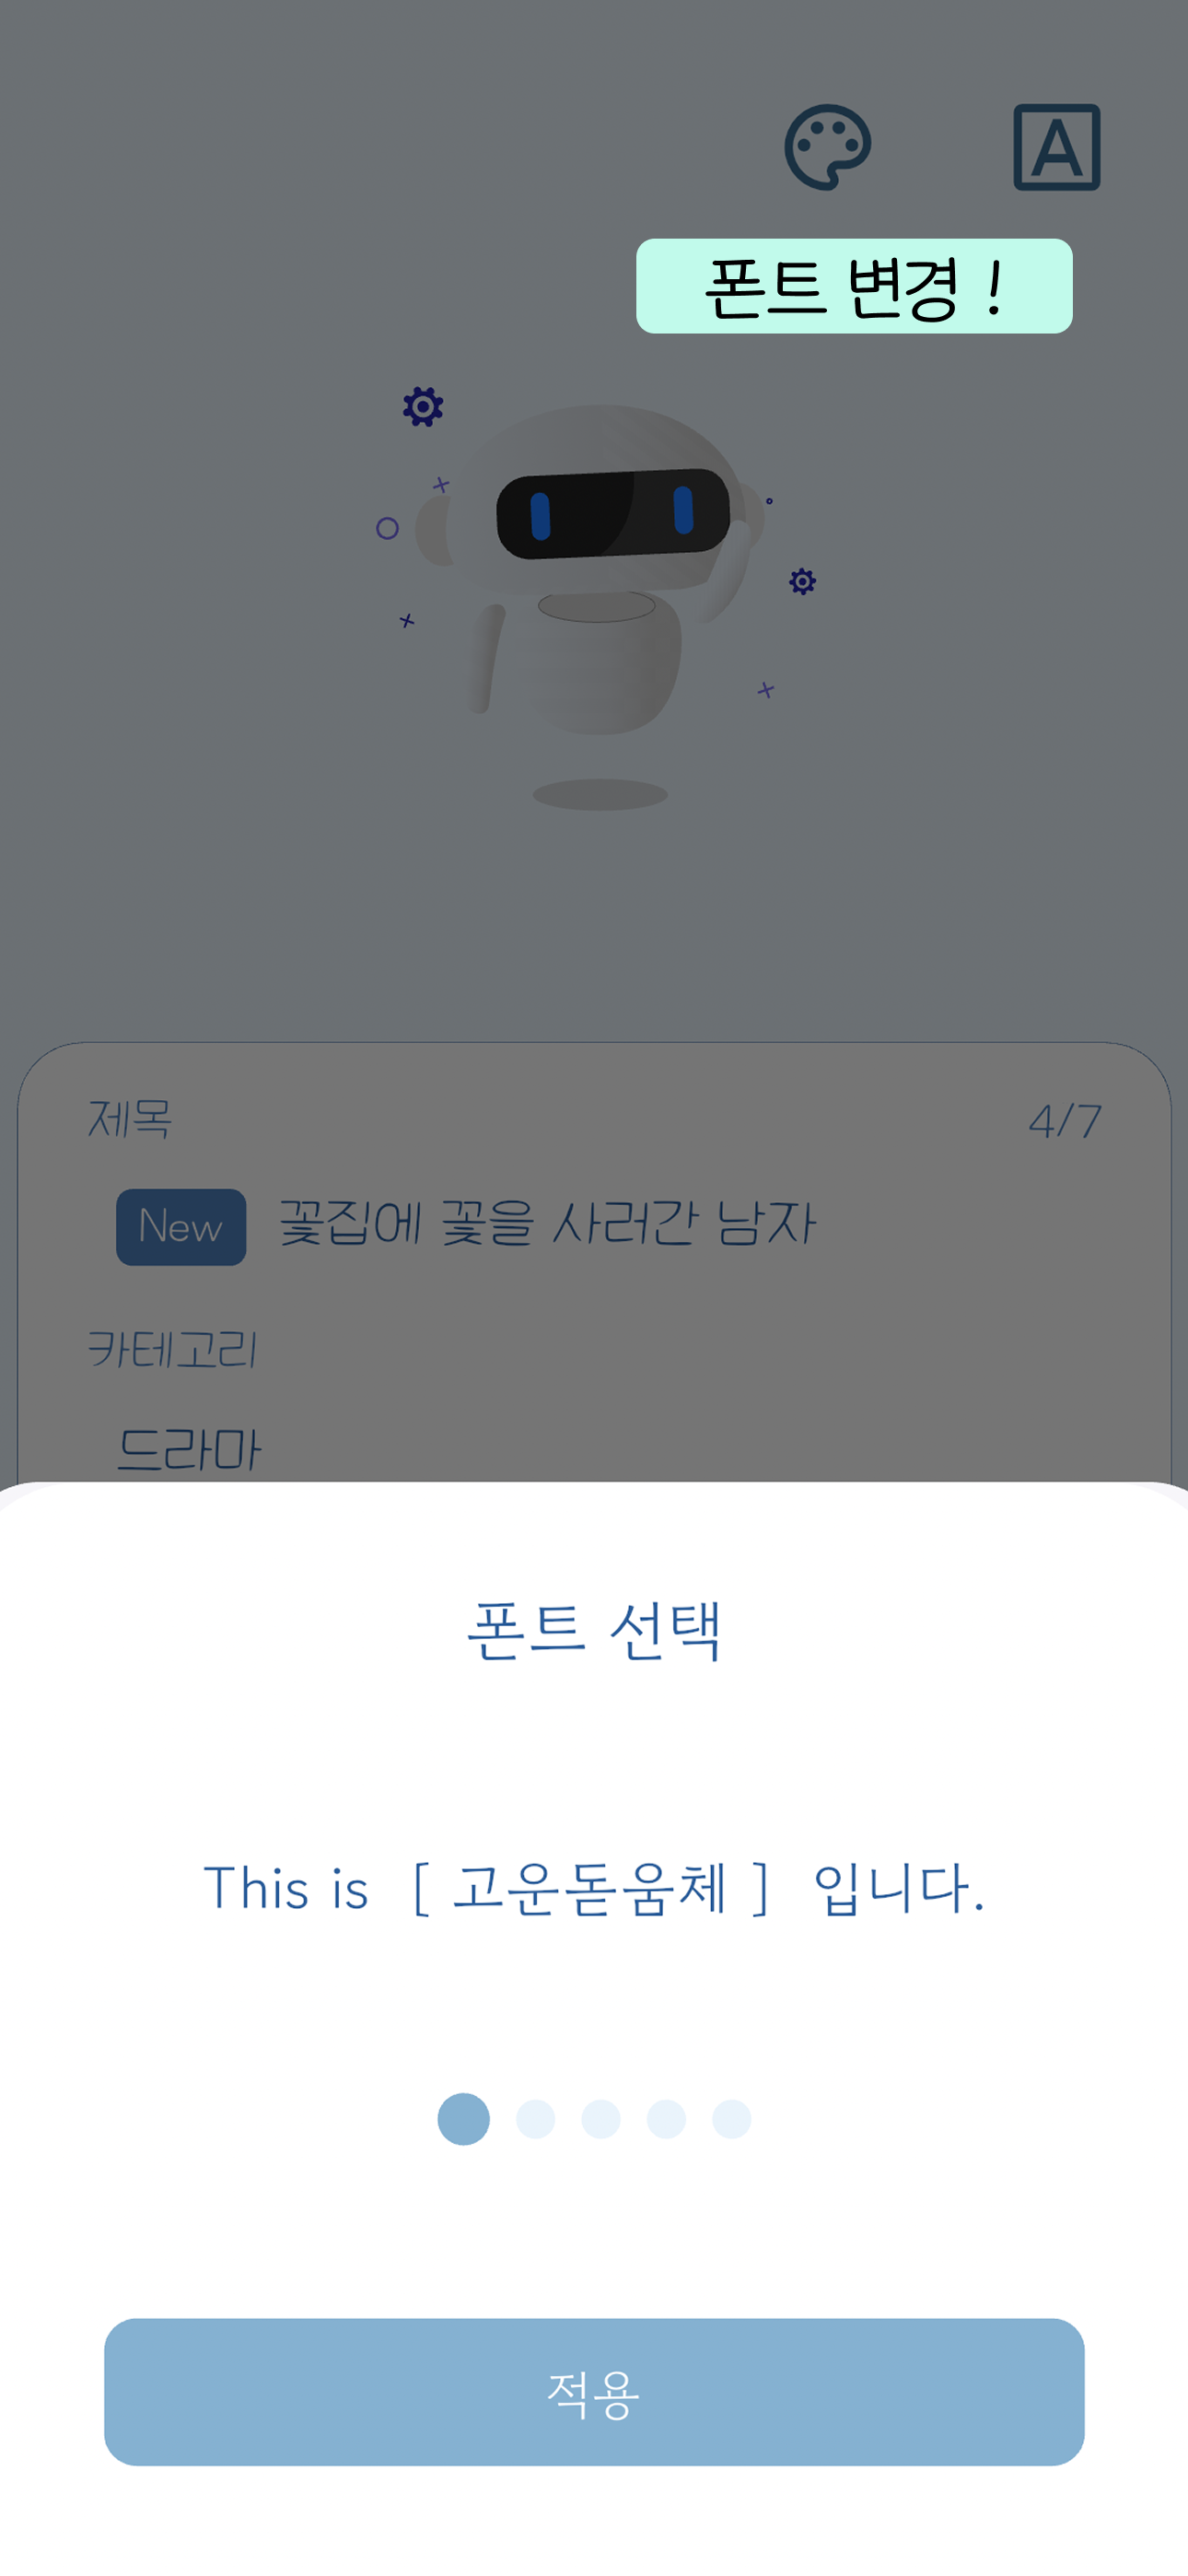 A
폰트 변경 !
제목 4/7
New 꽃집에 꽃을 사러간 남자
카테고리
드라마
폰트 선택
This is [ 고운돋움체 ] 입니다.
적용